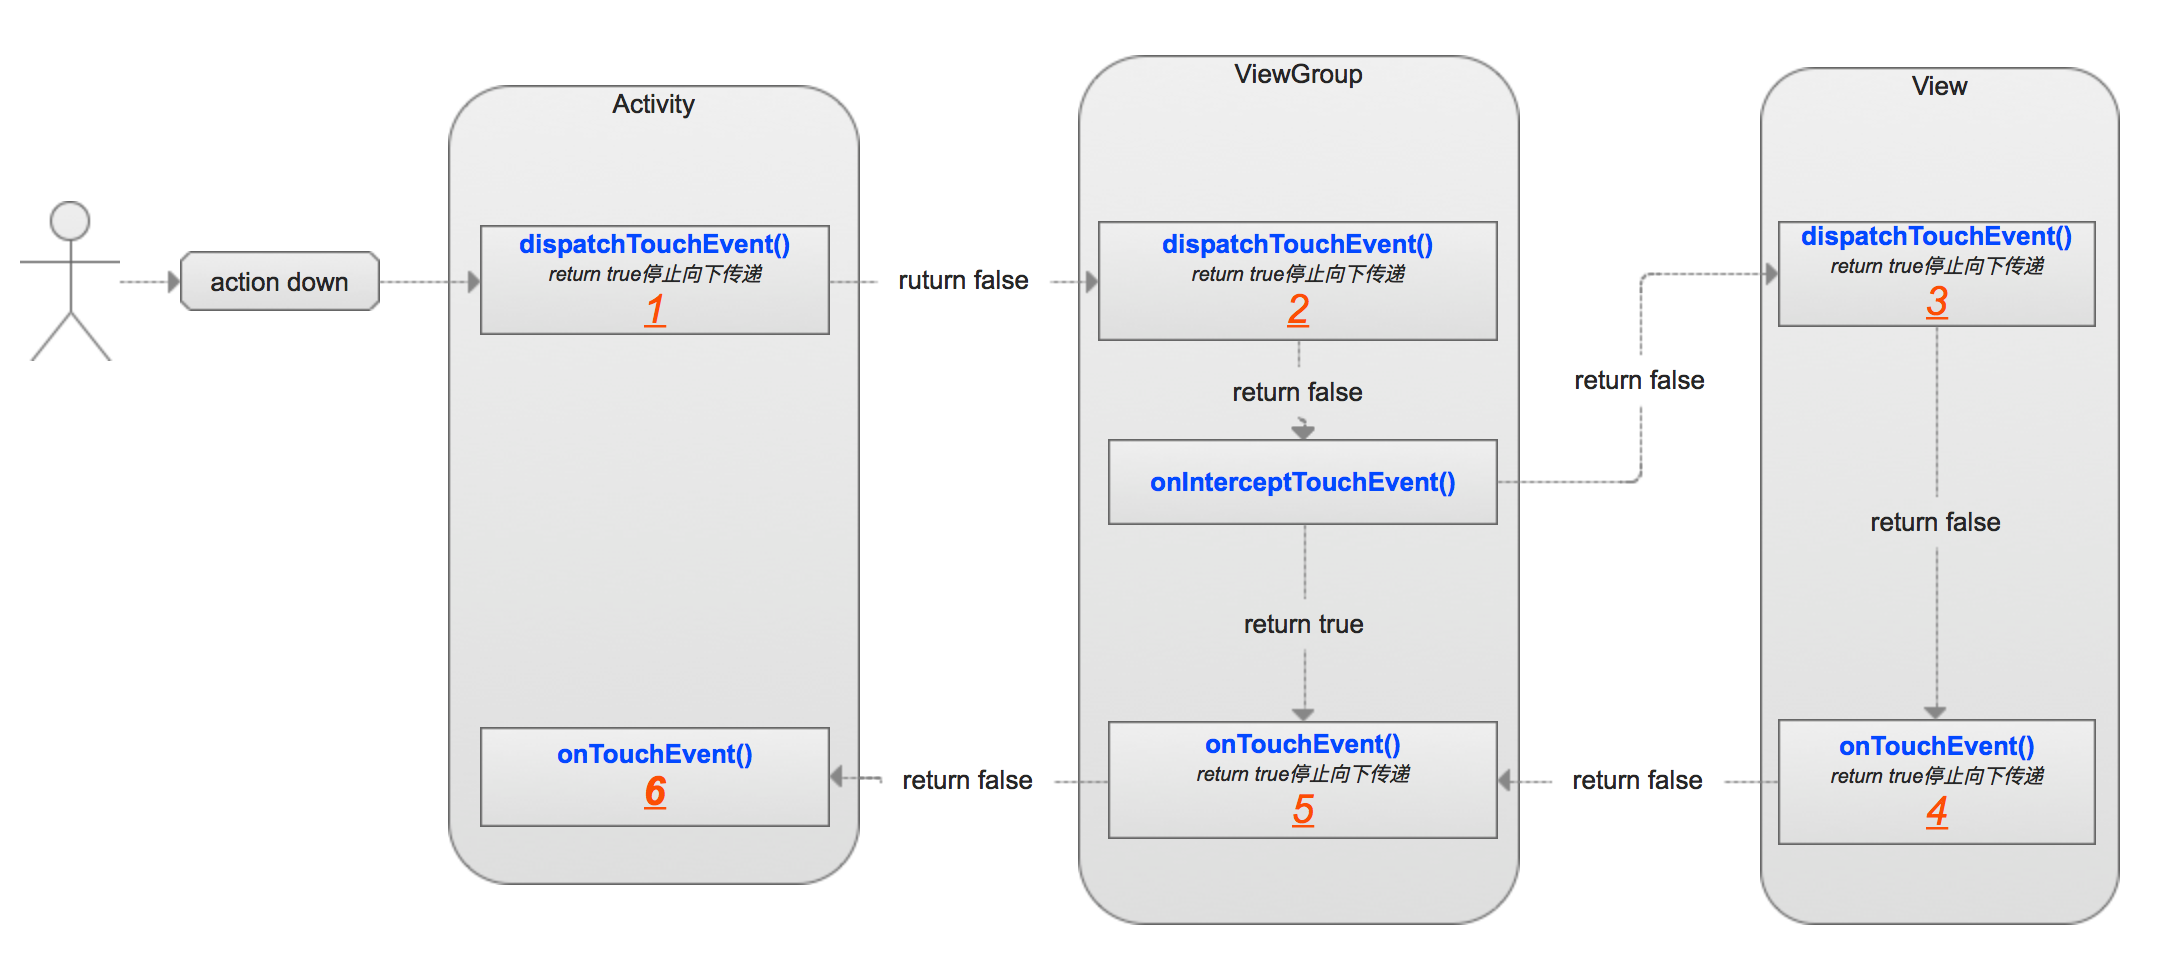 action down
Activity
dispatchTouchEvent()
return true停止向下传递
1
ruturn false
ViewGroup
dispatchTouchEvent()
return true停止向下传递
2
return false
onInterceptTouchEvent()
return false
return true
View
dispatchTouchEvent()
return true停止向下传递
3
return false
onTouchEvent()
return true停止向下传递
4
return false
onTouchEvent()
return true停止向下传递
5
return false
onTouchEvent()
6